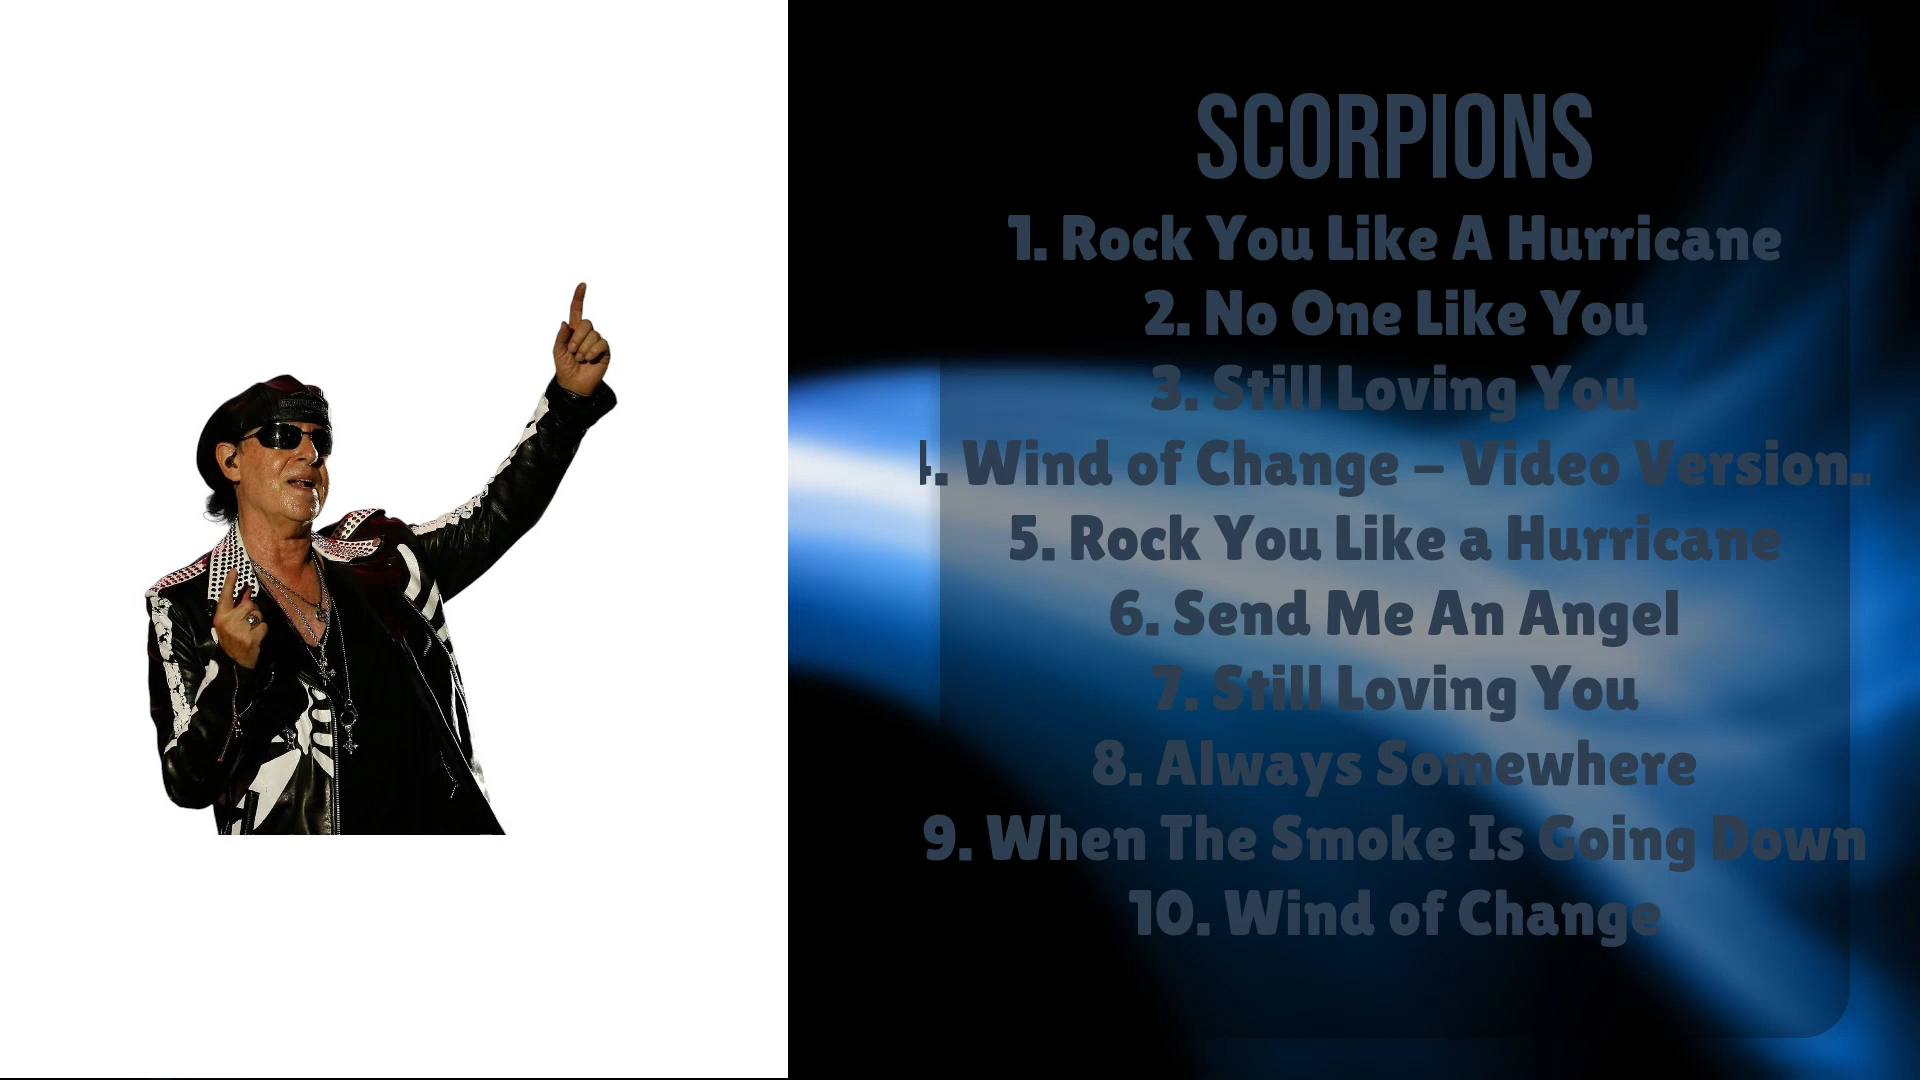 SCORPIONS
1. Rock You Like A Hurricane
2. No One Like You
3. Still Loving You
4. Wind of Change – Video Version..
5. Rock You Like a Hurricane
6. Send Me An Angel
7. Still Loving You
8. Always Somewhere
9. When The Smoke Is Going Down
10. Wind of Change